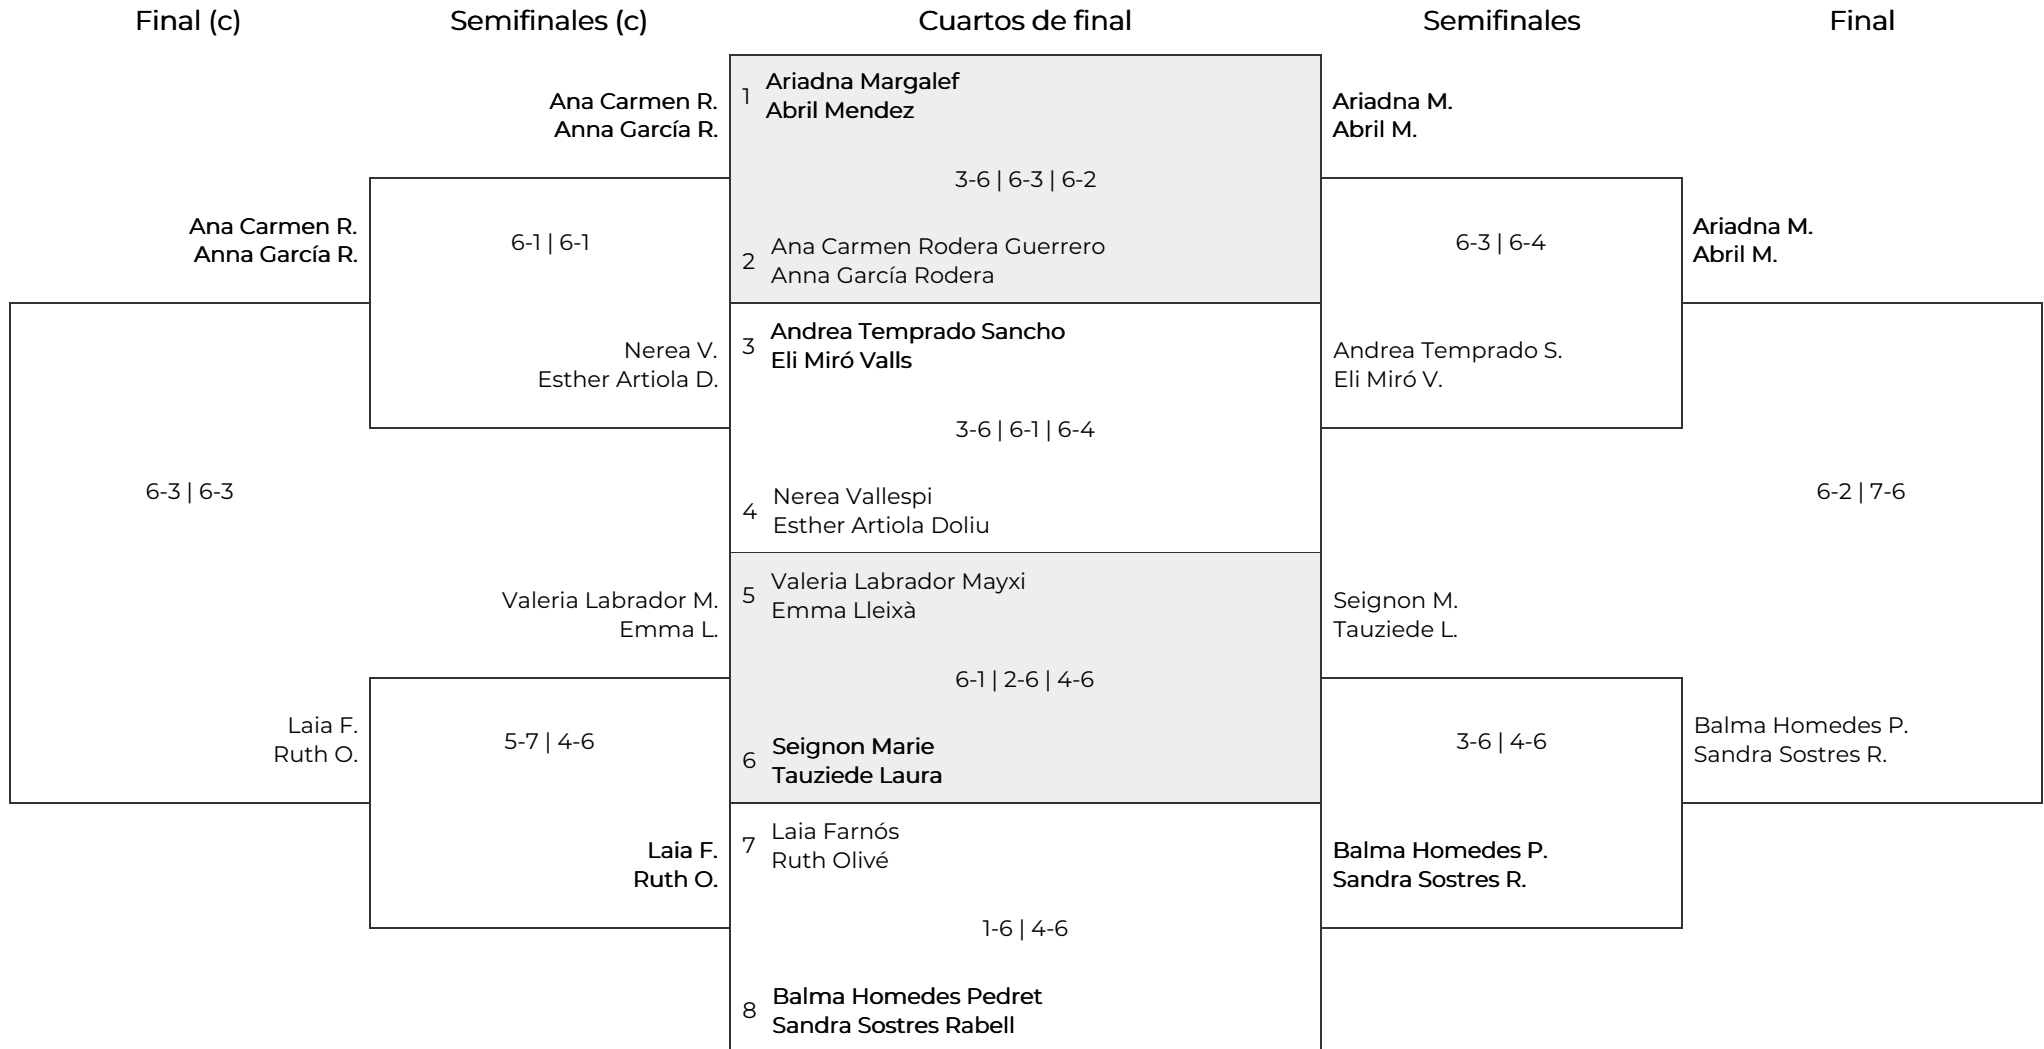 Final (c)
Semifinales (c)
Cuartos de final
Semifinales
Final
Ana Carmen R.
Anna García R.
6-3 | 6-3
Laia F.
Ruth O.
Ana Carmen R.
Anna García R.
6-1 | 6-1
Nerea V.
Esther Artiola D.
Valeria Labrador M.
Emma L.
5-7 | 4-6
Laia F.
Ruth O.
1
Ariadna Margalef
Abril Mendez
3-6 | 6-3 | 6-2
2
Ana Carmen Rodera Guerrero
Anna García Rodera
3
Andrea Temprado Sancho
Eli Miró Valls
3-6 | 6-1 | 6-4
4
Nerea Vallespi
Esther Artiola Doliu
5
Valeria Labrador Mayxi
Emma Lleixà
6-1 | 2-6 | 4-6
6
Seignon Marie
Tauziede Laura
7
Laia Farnós
Ruth Olivé
1-6 | 4-6
8
Balma Homedes Pedret
Sandra Sostres Rabell
Ariadna M.
Abril M.
6-3 | 6-4
Andrea Temprado S.
Eli Miró V.
Seignon M.
Tauziede L.
3-6 | 4-6
Balma Homedes P.
Sandra Sostres R.
Ariadna M.
Abril M.
6-2 | 7-6
Balma Homedes P.
Sandra Sostres R.